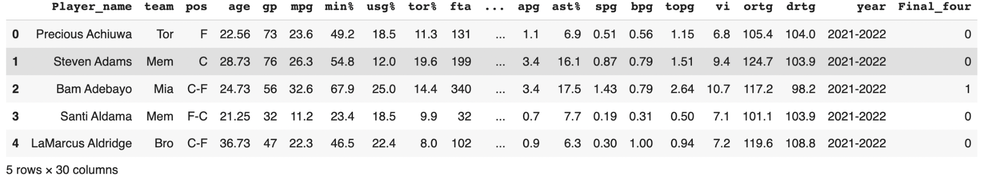 Player_name team pos age gp mpg min% usg% tor% fta ... apg ast% spg bpg topg vi ortg drtg year Final_four
0 Precious Achiuwa Tor F 22.56 73 23.6 49.2 18.5 11.3 131 ... 1.1 6.9 0.51 0.56 1.15 6.8 105.4 104.0 2021-2022 0
1 Steven Adams Mem C 28.73 76 26.3 54.8 12.0 19.6 199 ... 3.4 16.1 0.87 0.79 1.51 9.4 124.7 103.9 2021-2022 0
2 Bam Adebayo Mia C-F 24.73 56 32.6 67.9 25.0 14.4 340 ... 3.4 17.5 1.43 0.79 2.64 10.7 117.2 98.2 2021-2022 1
3 Santi Aldama Mem F-C 21.25 32 11.2 23.4 18.5 9.9 32 ... 0.7 7.7 0.19 0.31 0.50 7.1 101.1 103.9 2021-2022 0
4 LaMarcus Aldridge Bro C-F 36.73 47 22.3 46.5 22.4 8.0 102 ... 0.9 6.3 0.30 1.00 0.94 7.2 119.6 108.8 2021-2022 0
5 rows × 30 columns